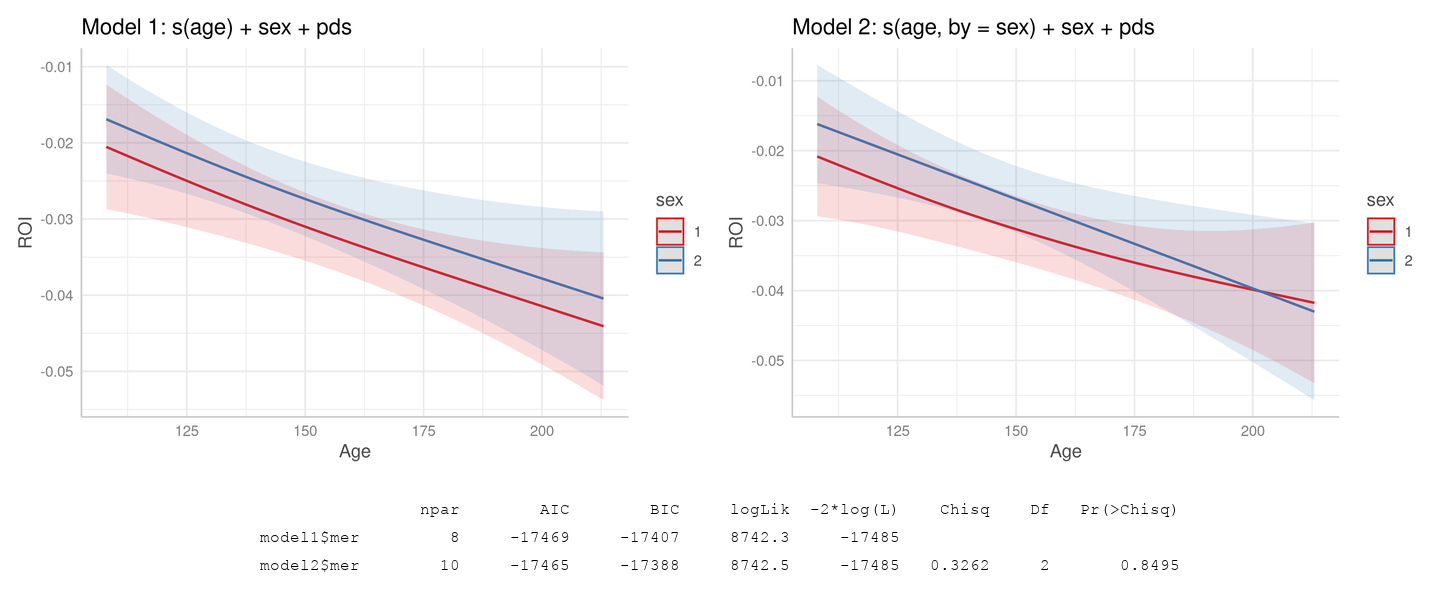 Model 1: s(age) + sex + pds
-0.01
-0.02
-0.03
-0.04
-0.05
ROI
125 150 175 200
Age
sex
1
2
Model 2: s(age, by = sex) + sex + pds
-0.01
-0.02
-0.03
-0.04
-0.05
ROI
125 150 175 200
Age
sex
1
2
npar AIC BIC logLik -2*log(L) Chisq Df Pr(>Chisq)
model1$mer 8 -17469 -17407 8742.3 -17485
model2$mer 10 -17465 -17388 8742.5 -17485 0.3262 2 0.8495